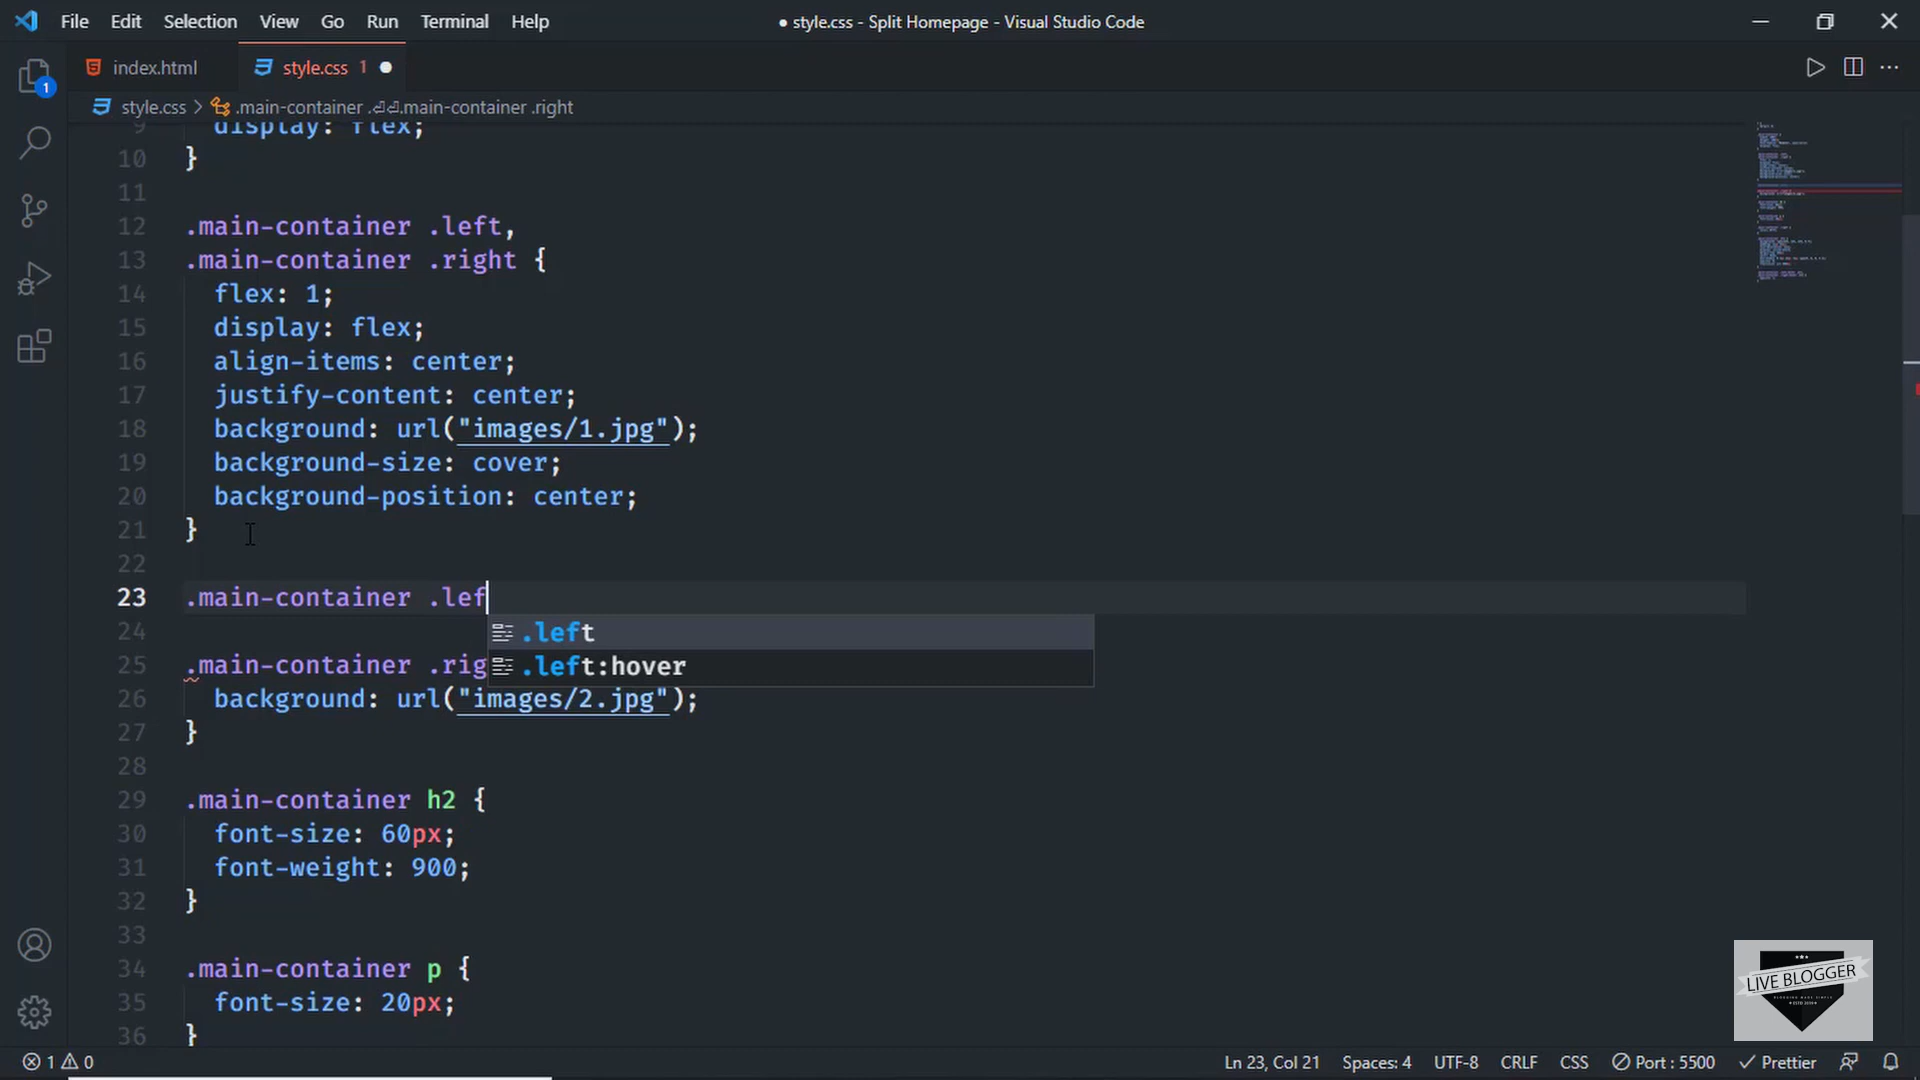 File Edit Selection View Go Run Terminal Help ● style.css - Split Homepage - Visual Studio Code
index.html style.css 1 ●
style.css > .main-container .⏎⏎.main-container .right
9 display: flex;
10 }
11
12 .main-container .left,
13 .main-container .right {
14 flex: 1;
15 display: flex;
16 align-items: center;
17 justify-content: center;
18 background: url("images/1.jpg");
19 background-size: cover;
20 background-position: center;
21 }
22
23 .main-container .lef
.left
24
.left:hover
25 .main-container .rig
26 background: url("images/2.jpg");
27 }
28
29 .main-container h2 {
30 font-size: 60px;
31 font-weight: 900;
32 }
33
34 .main-container p {
35 font-size: 20px;
36 }
1
LIVE BLOGGER
1 0 Ln 23, Col 21 Spaces: 4 UTF-8 CRLF CSS Port : 5500 Prettier